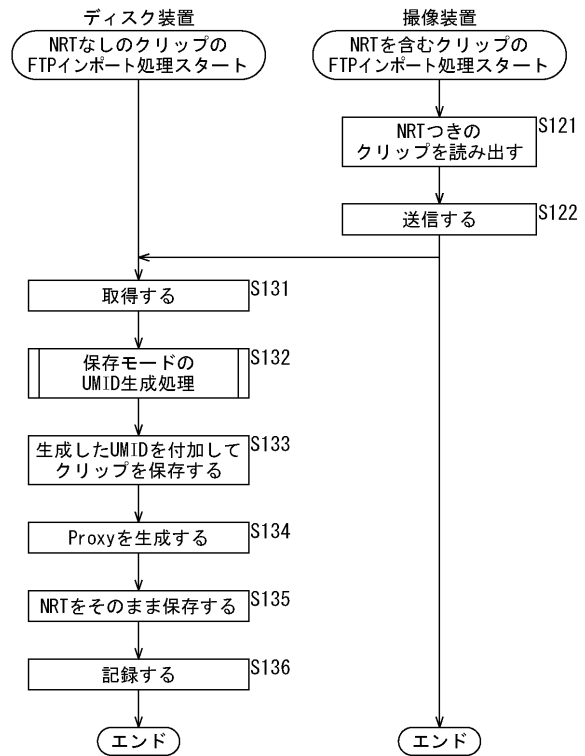 ディスク装置
撮像装置
NRTなしのクリップの
FTPインポート処理スタート
NRTを含むクリップの
FTPインポート処理スタート
NRTつきの
クリップを読み出す
S121
送信する
S122
取得する
S131
保存モードの
UMID生成処理
S132
生成したUMIDを付加して
クリップを保存する
S133
Proxyを生成する
S134
NRTをそのまま保存する
S135
記録する
S136
エンド
エンド